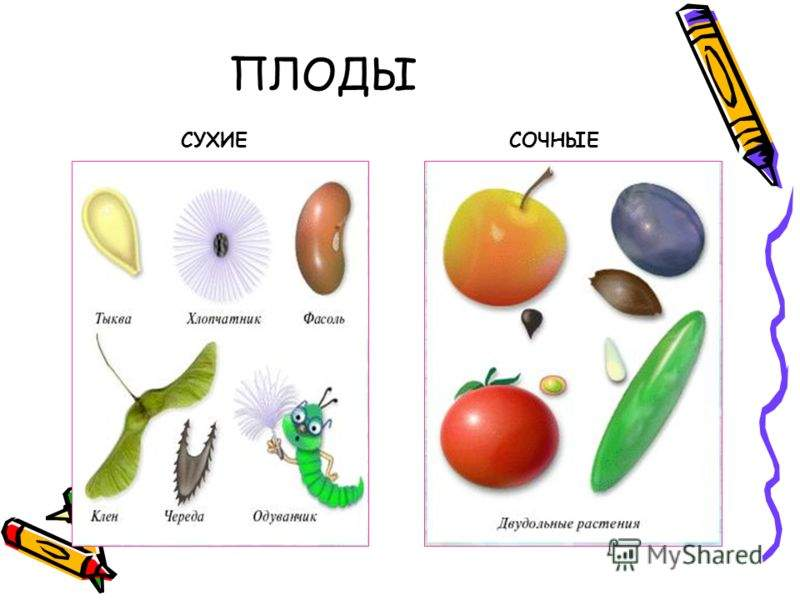 ПЛОДЫ
СУХИЕ
СОЧНЫЕ
Тыква Хлопчатник Фасоль
Клен Череда Одуванчик
Двудольные растения
MyShared